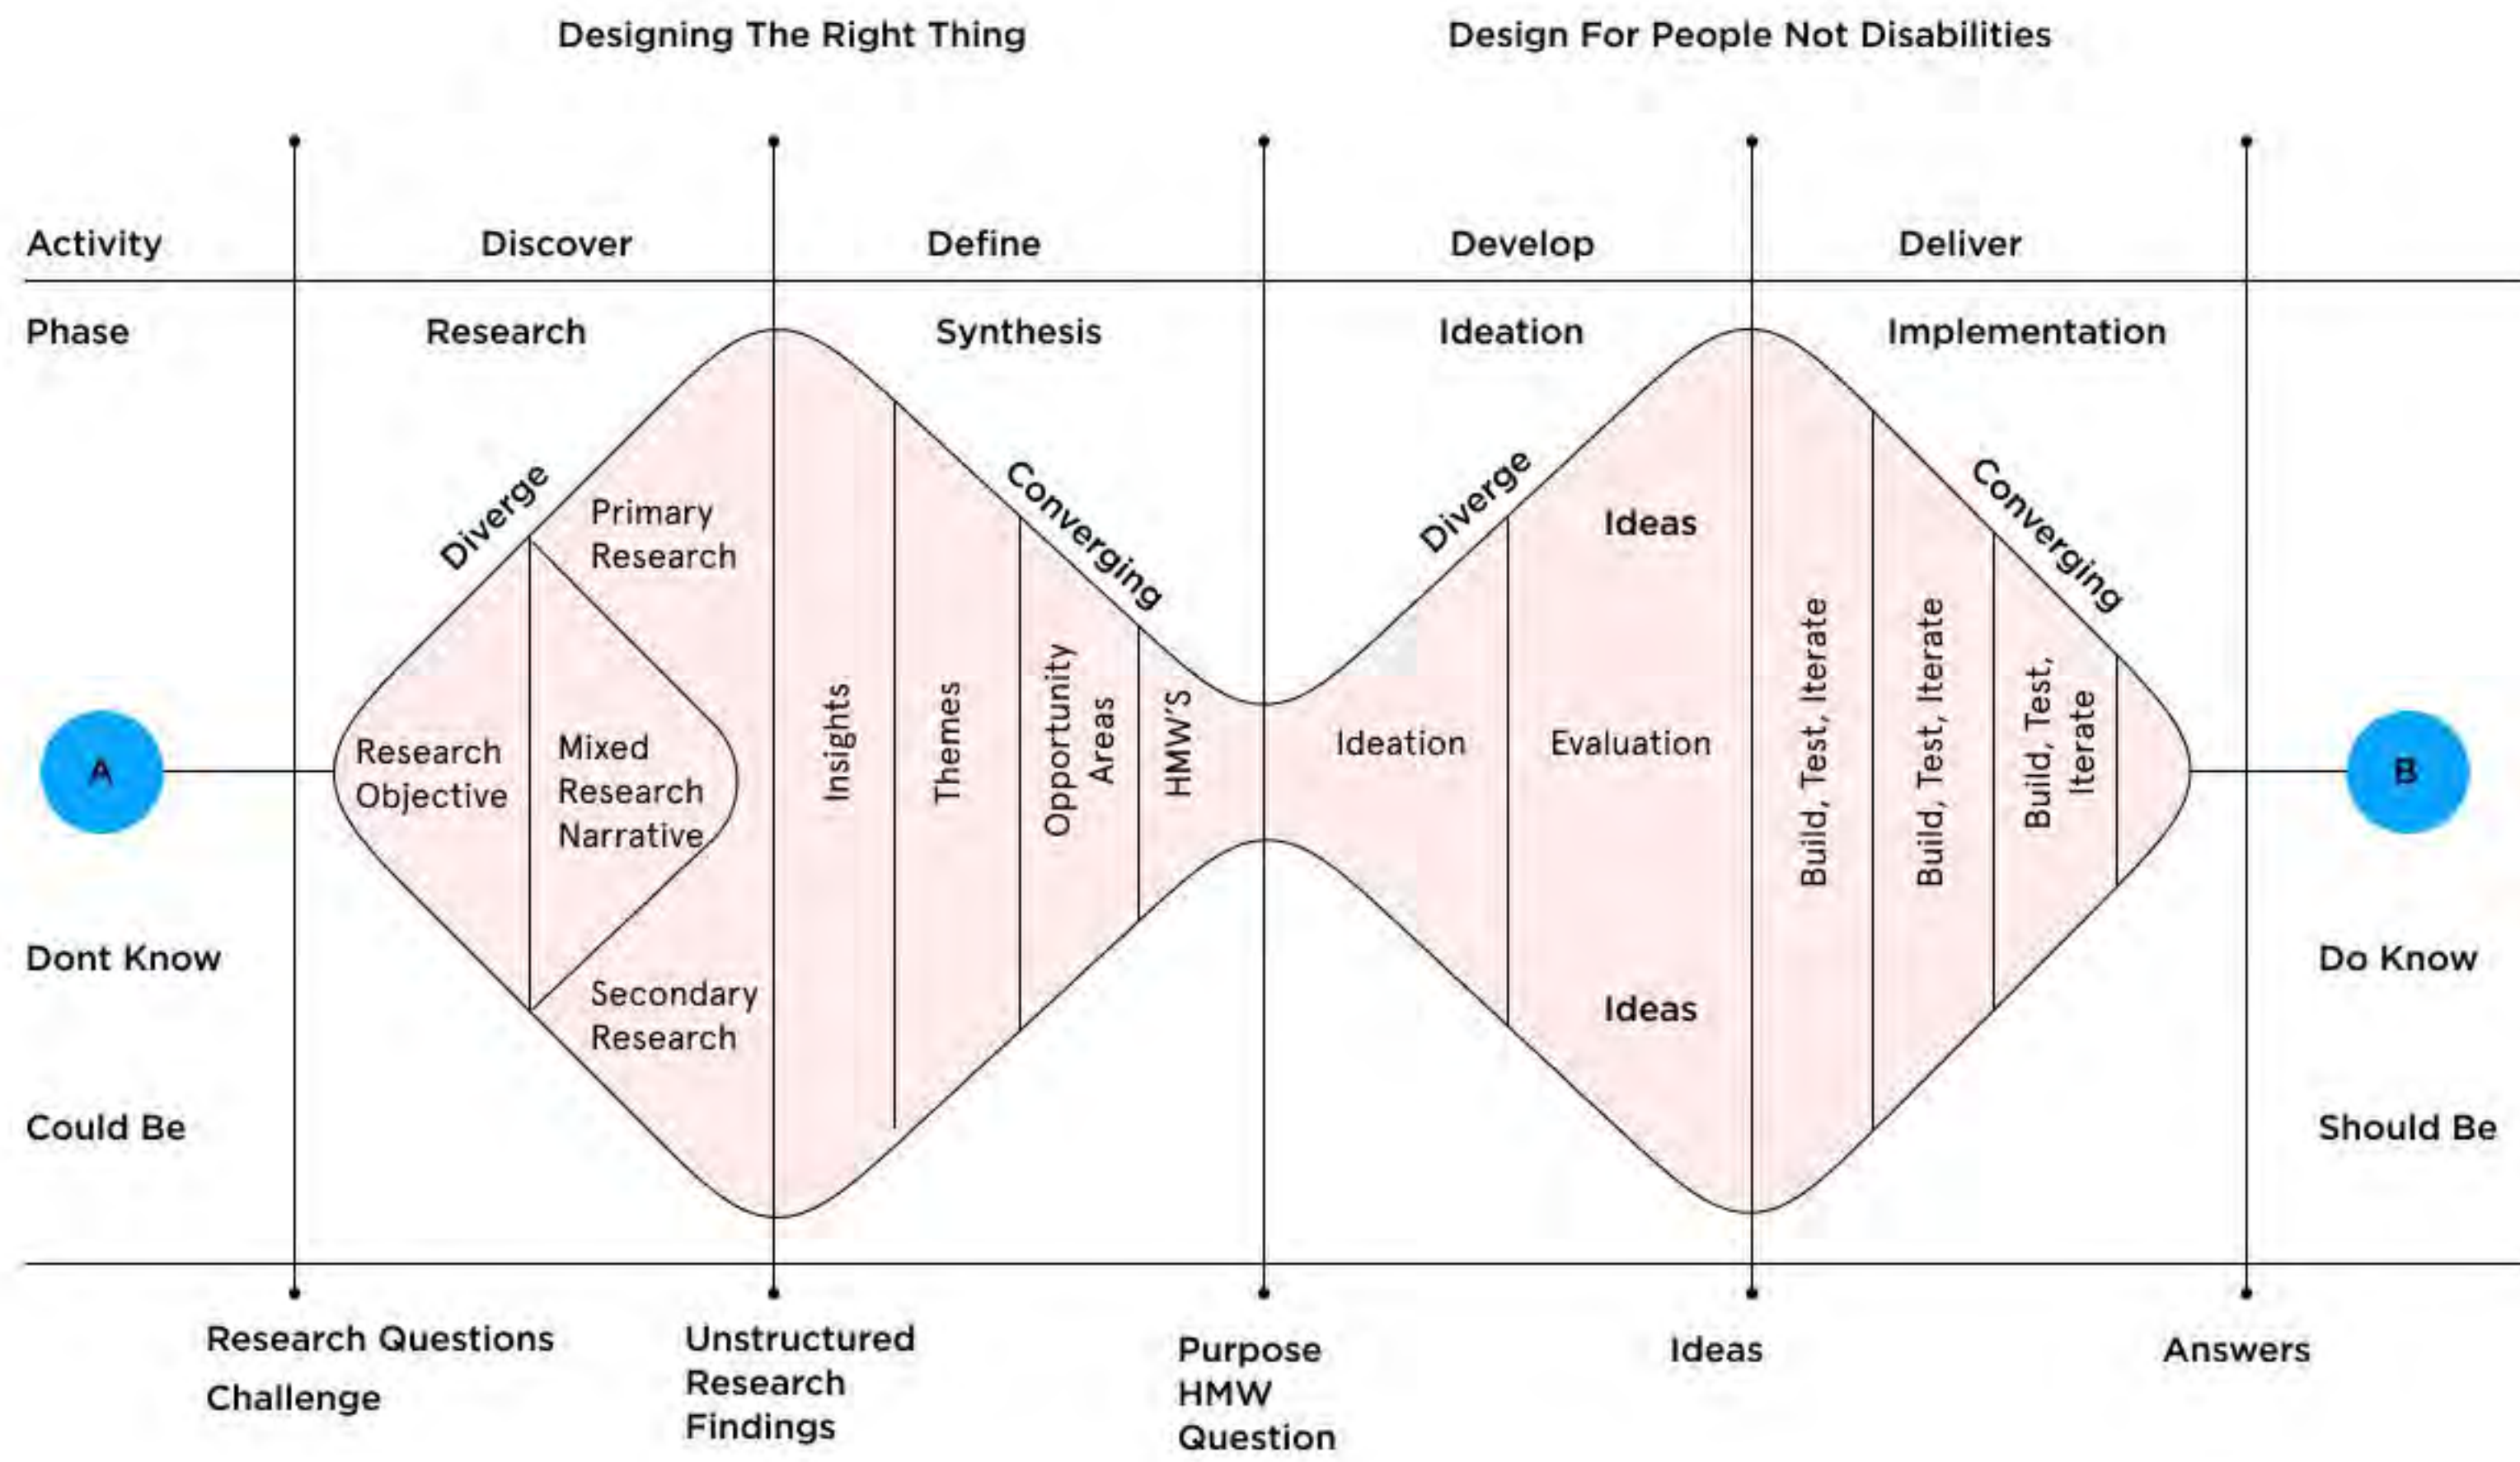 Designing The Right Thing
Design For People Not Disabilities
Activity
Discover
Define
Develop
Deliver
Phase
Research
Synthesis
Ideation
Implementation
Diverge
Converging
Diverge
Converging
Primary
Research
Research
Objective
Mixed
Research
Narrative
Secondary
Research
Insights
Themes
Opportunity
Areas
HMW'S
Ideation
Ideas
Evaluation
Ideas
Build, Test, Iterate
Build, Test, Iterate
Build, Test,
Iterate
A
B
Dont Know
Could Be
Do Know
Should Be
Research Questions
Challenge
Unstructured
Research
Findings
Purpose
HMW
Question
Ideas
Answers